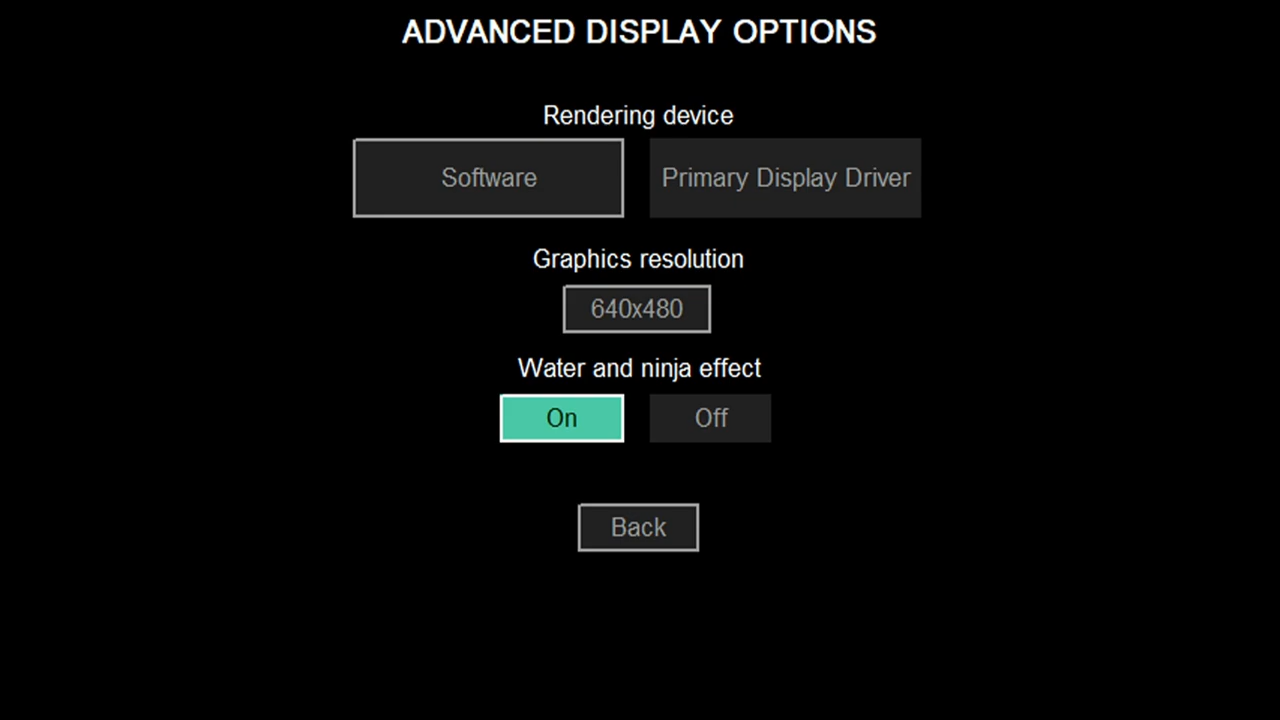 ADVANCED DISPLAY OPTIONS
Rendering device
Software Primary Display Driver
Graphics resolution
640x480
Water and ninja effect
On Off
Back